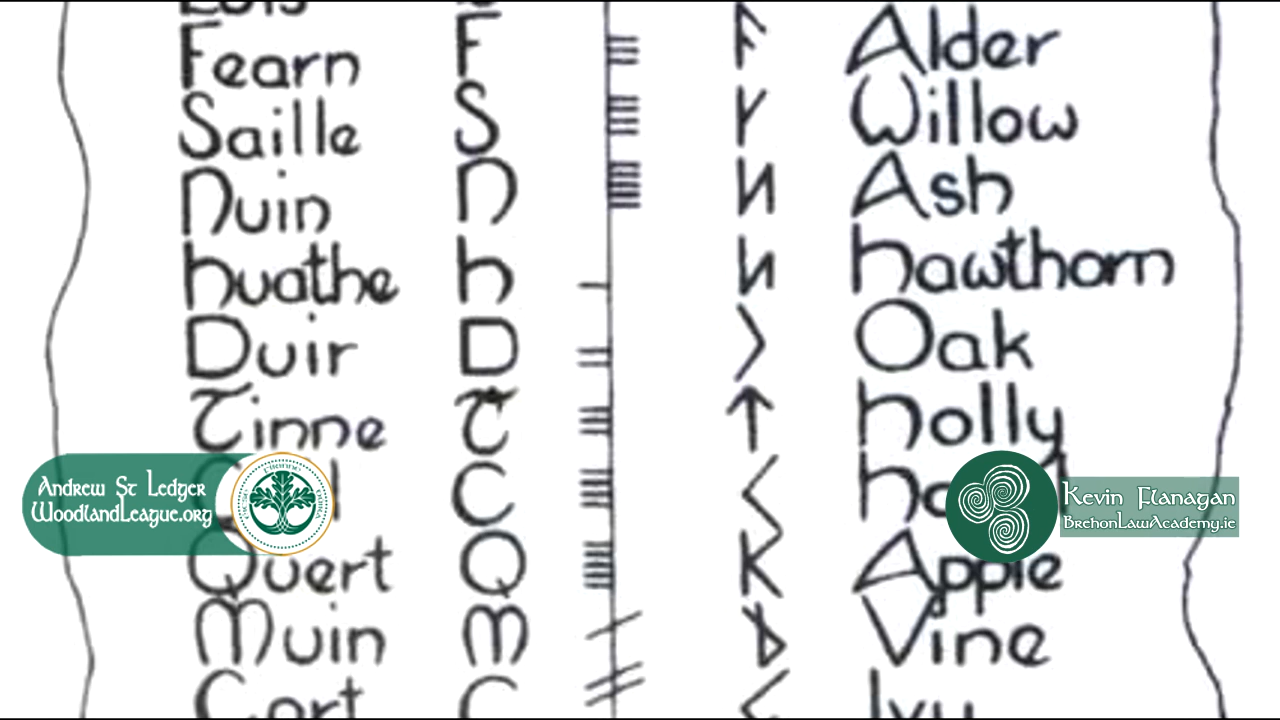 Fearn F Alder
Saille S Willow
Nuin N Ash
huathe h hawthorn
Duir D Oak
Tinne T holly
C
Quert Q Apple
Muin M Vine
Andrew St Ledger
WoodlandLeague.org
Kevin Flanagan
BrehonLawAcademy.ie